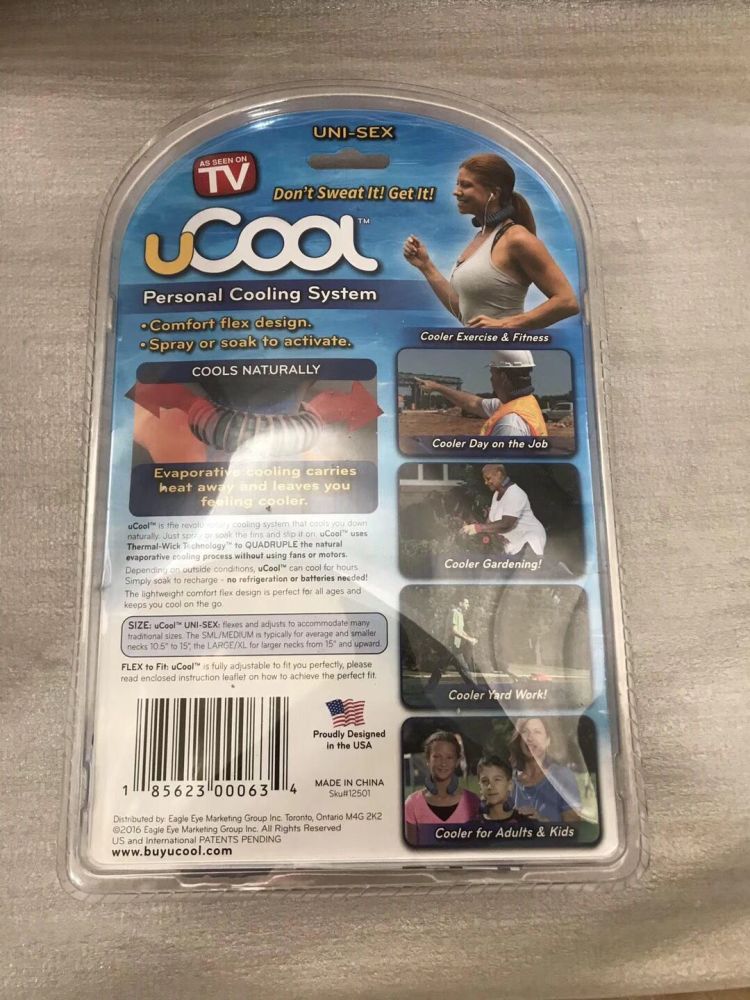 UNI-SEX
AS SEEN ON
TV
Don't Sweat It! Get It!
uCOOL™
Personal Cooling System
• Comfort flex design.
• Spray or soak to activate.
COOLS NATURALLY
Evaporative cooling carries
heat away and leaves you
feeling cooler.
uCool™ is the revolutionary cooling system that cools you down
naturally. Just spray or soak the fins and slip it on. uCool™ uses
Thermal-Wick Technology™ to QUADRUPLE the natural
evaporative cooling process without using fans or motors.
Depending on outside conditions, uCool™ can cool for hours.
Simply soak to recharge - no refrigeration or batteries needed!
The lightweight comfort flex design is perfect for all ages and
keeps you cool on the go.
SIZE: uCool™ UNI-SEX: flexes and adjusts to accommodate many
traditional sizes. The SML/MEDIUM is typically for average and smaller
necks 10.5" to 15", the LARGE/XL for larger necks from 15" and upward.
FLEX to Fit: uCool™ is fully adjustable to fit you perfectly, please
read enclosed instruction leaflet on how to achieve the perfect fit.
1 85623 00063 4
Proudly Designed
in the USA
MADE IN CHINA
Sku#12501
Distributed by: Eagle Eye Marketing Group Inc. Toronto, Ontario M4G 2K2
©2016 Eagle Eye Marketing Group Inc. All Rights Reserved
US and International PATENTS PENDING
www.buyucool.com
Cooler Exercise & Fitness
Cooler Day on the Job
Cooler Gardening!
Cooler Yard Work!
Cooler for Adults & Kids